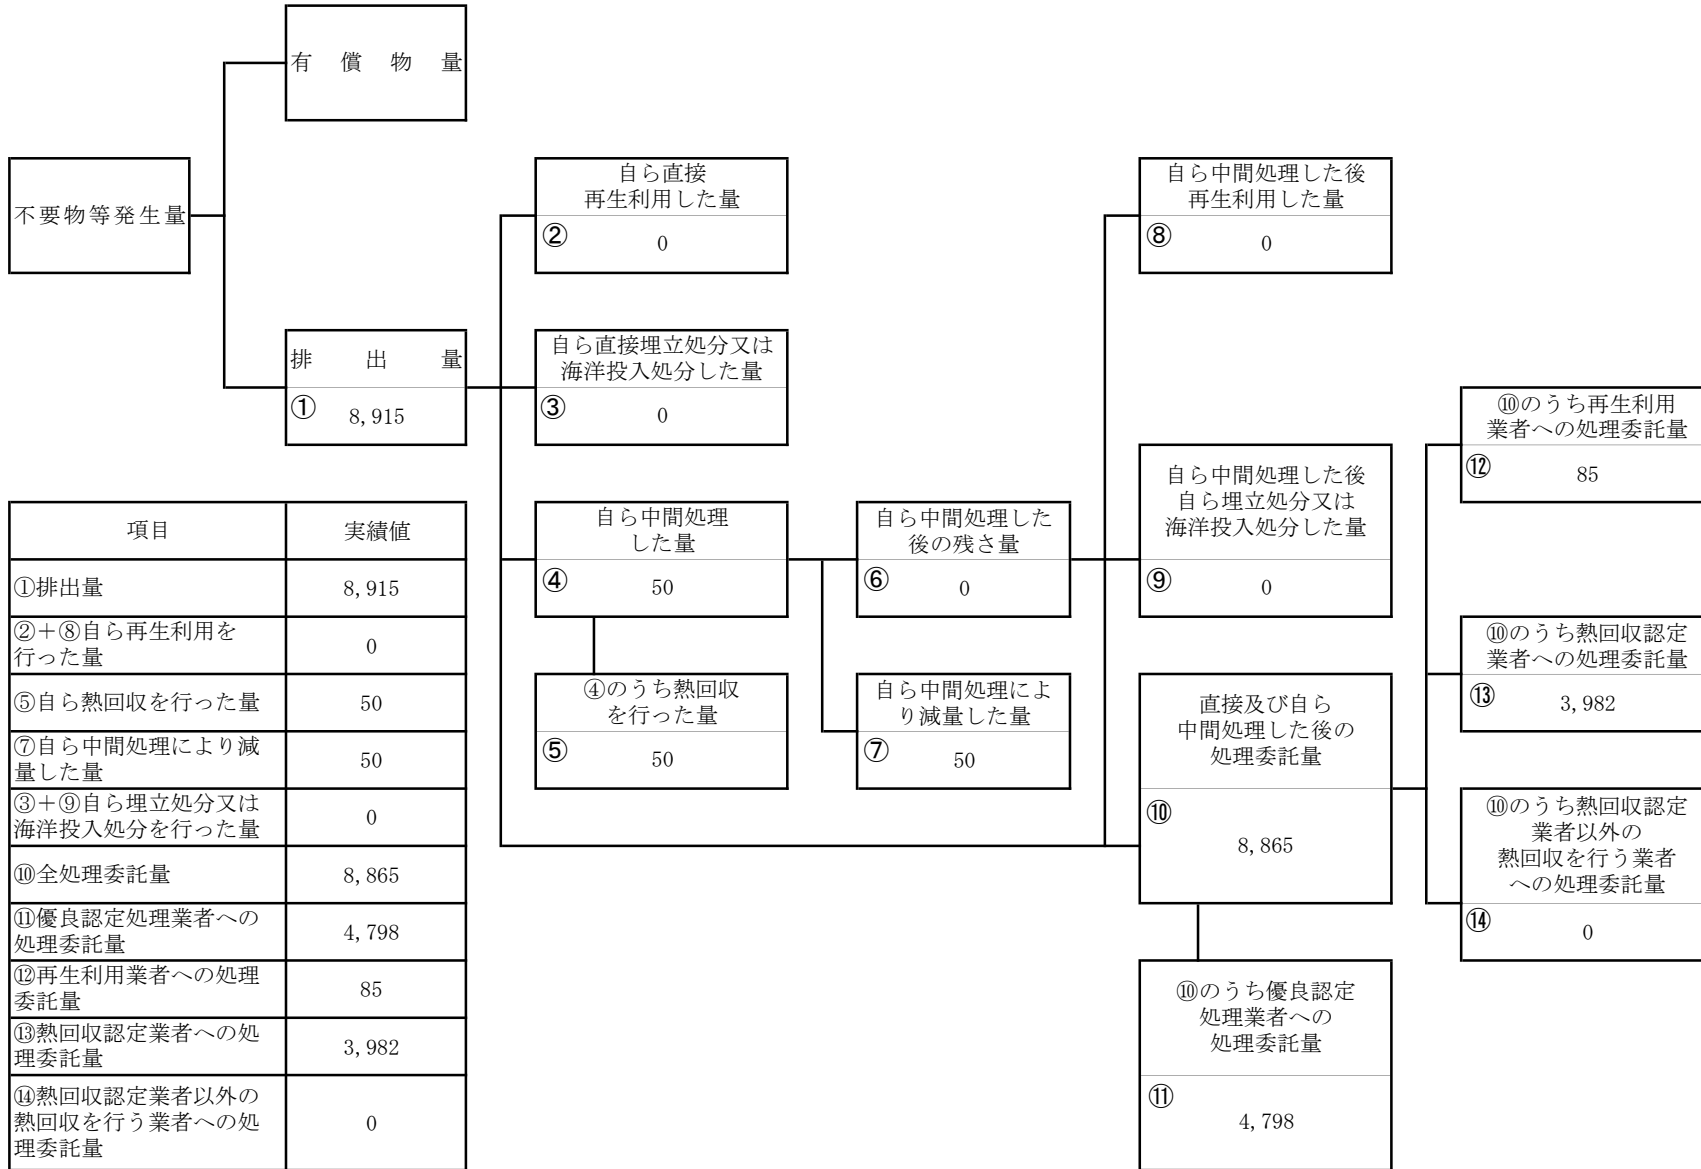 有償物量
不要物等発生量
自ら直接
再生利用した量
② 0
自ら中間処理した後
再生利用した量
⑧ 0
排出量
① 8,915
自ら直接埋立処分又は
海洋投入処分した量
③ 0
⑩のうち再生利用
業者への処理委託量
⑫ 85
自ら中間処理した後
自ら埋立処分又は
海洋投入処分した量
⑨ 0
自ら中間処理
した量
④ 50
自ら中間処理した
後の残さ量
⑥ 0
⑩のうち熱回収認定
業者への処理委託量
⑬ 3,982
④のうち熱回収
を行った量
⑤ 50
自ら中間処理によ
り減量した量
⑦ 50
直接及び自ら
中間処理した後の
処理委託量
⑩ 8,865
⑩のうち熱回収認定
業者以外の
熱回収を行う業者
への処理委託量
⑭ 0
⑩のうち優良認定
処理業者への
処理委託量
⑪ 4,798
項目 実績値
①排出量 8,915
②+⑧自ら再生利用を
行った量 0
⑤自ら熱回収を行った量 50
⑦自ら中間処理により減
量した量 50
③+⑨自ら埋立処分又は
海洋投入処分を行った量 0
⑩全処理委託量 8,865
⑪優良認定処理業者への
処理委託量 4,798
⑫再生利用業者への処理
委託量 85
⑬熱回収認定業者への処
理委託量 3,982
⑭熱回収認定業者以外の
熱回収を行う業者への処
理委託量 0